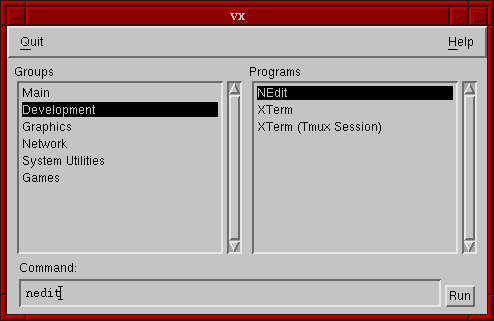 vx
Quit Help
Groups Programs
Main
Development
Graphics
Network
System Utilities
Games
NEdit
XTerm
XTerm (Tmux Session)
Command:
nedit
Run